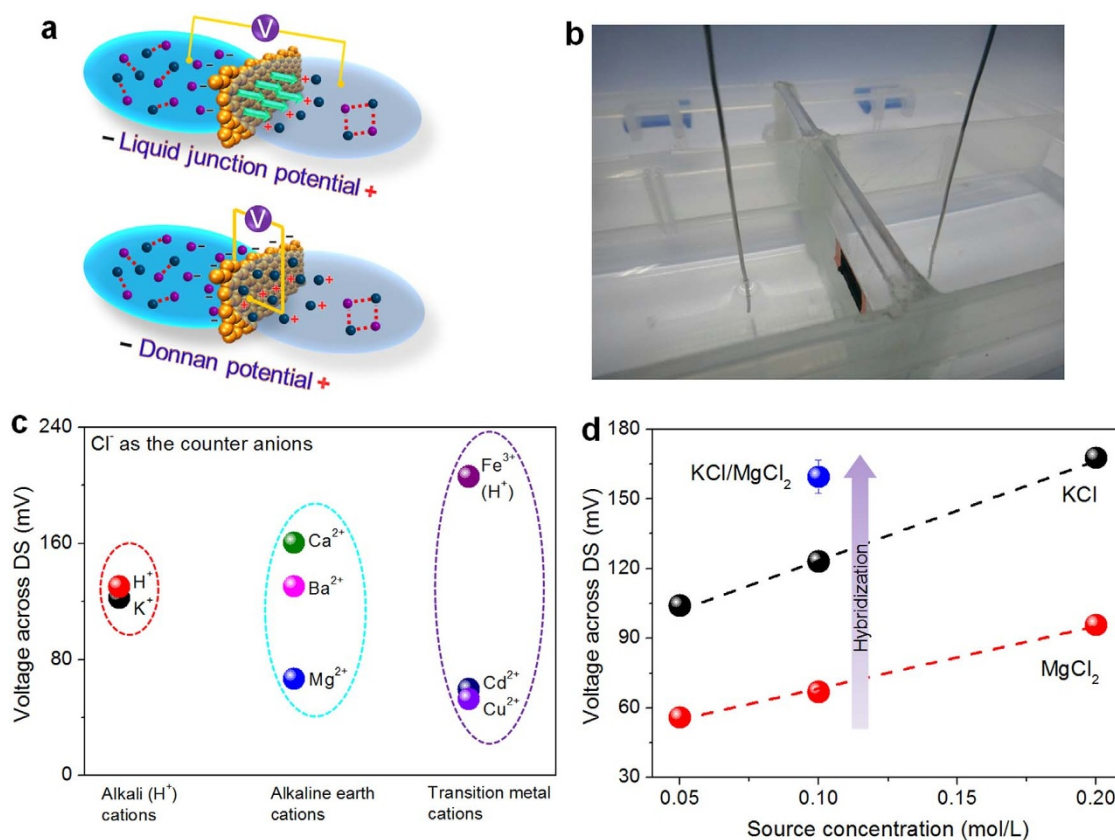 a
V
− Liquid junction potential +
V
− Donnan potential +
b
c
Cl⁻ as the counter anions
Voltage across DS (mV)
240
160
80
0
H⁺
K⁺
Ca²⁺
Ba²⁺
Mg²⁺
Fe³⁺
(H⁺)
Cd²⁺
Cu²⁺
Alkali (H⁺)
cations
Alkaline earth
cations
Transition metal
cations
d
Voltage across DS (mV)
180
150
120
90
60
30
KCl/MgCl₂
Hybridization
KCl
MgCl₂
0.05
0.10
0.15
0.20
Source concentration (mol/L)